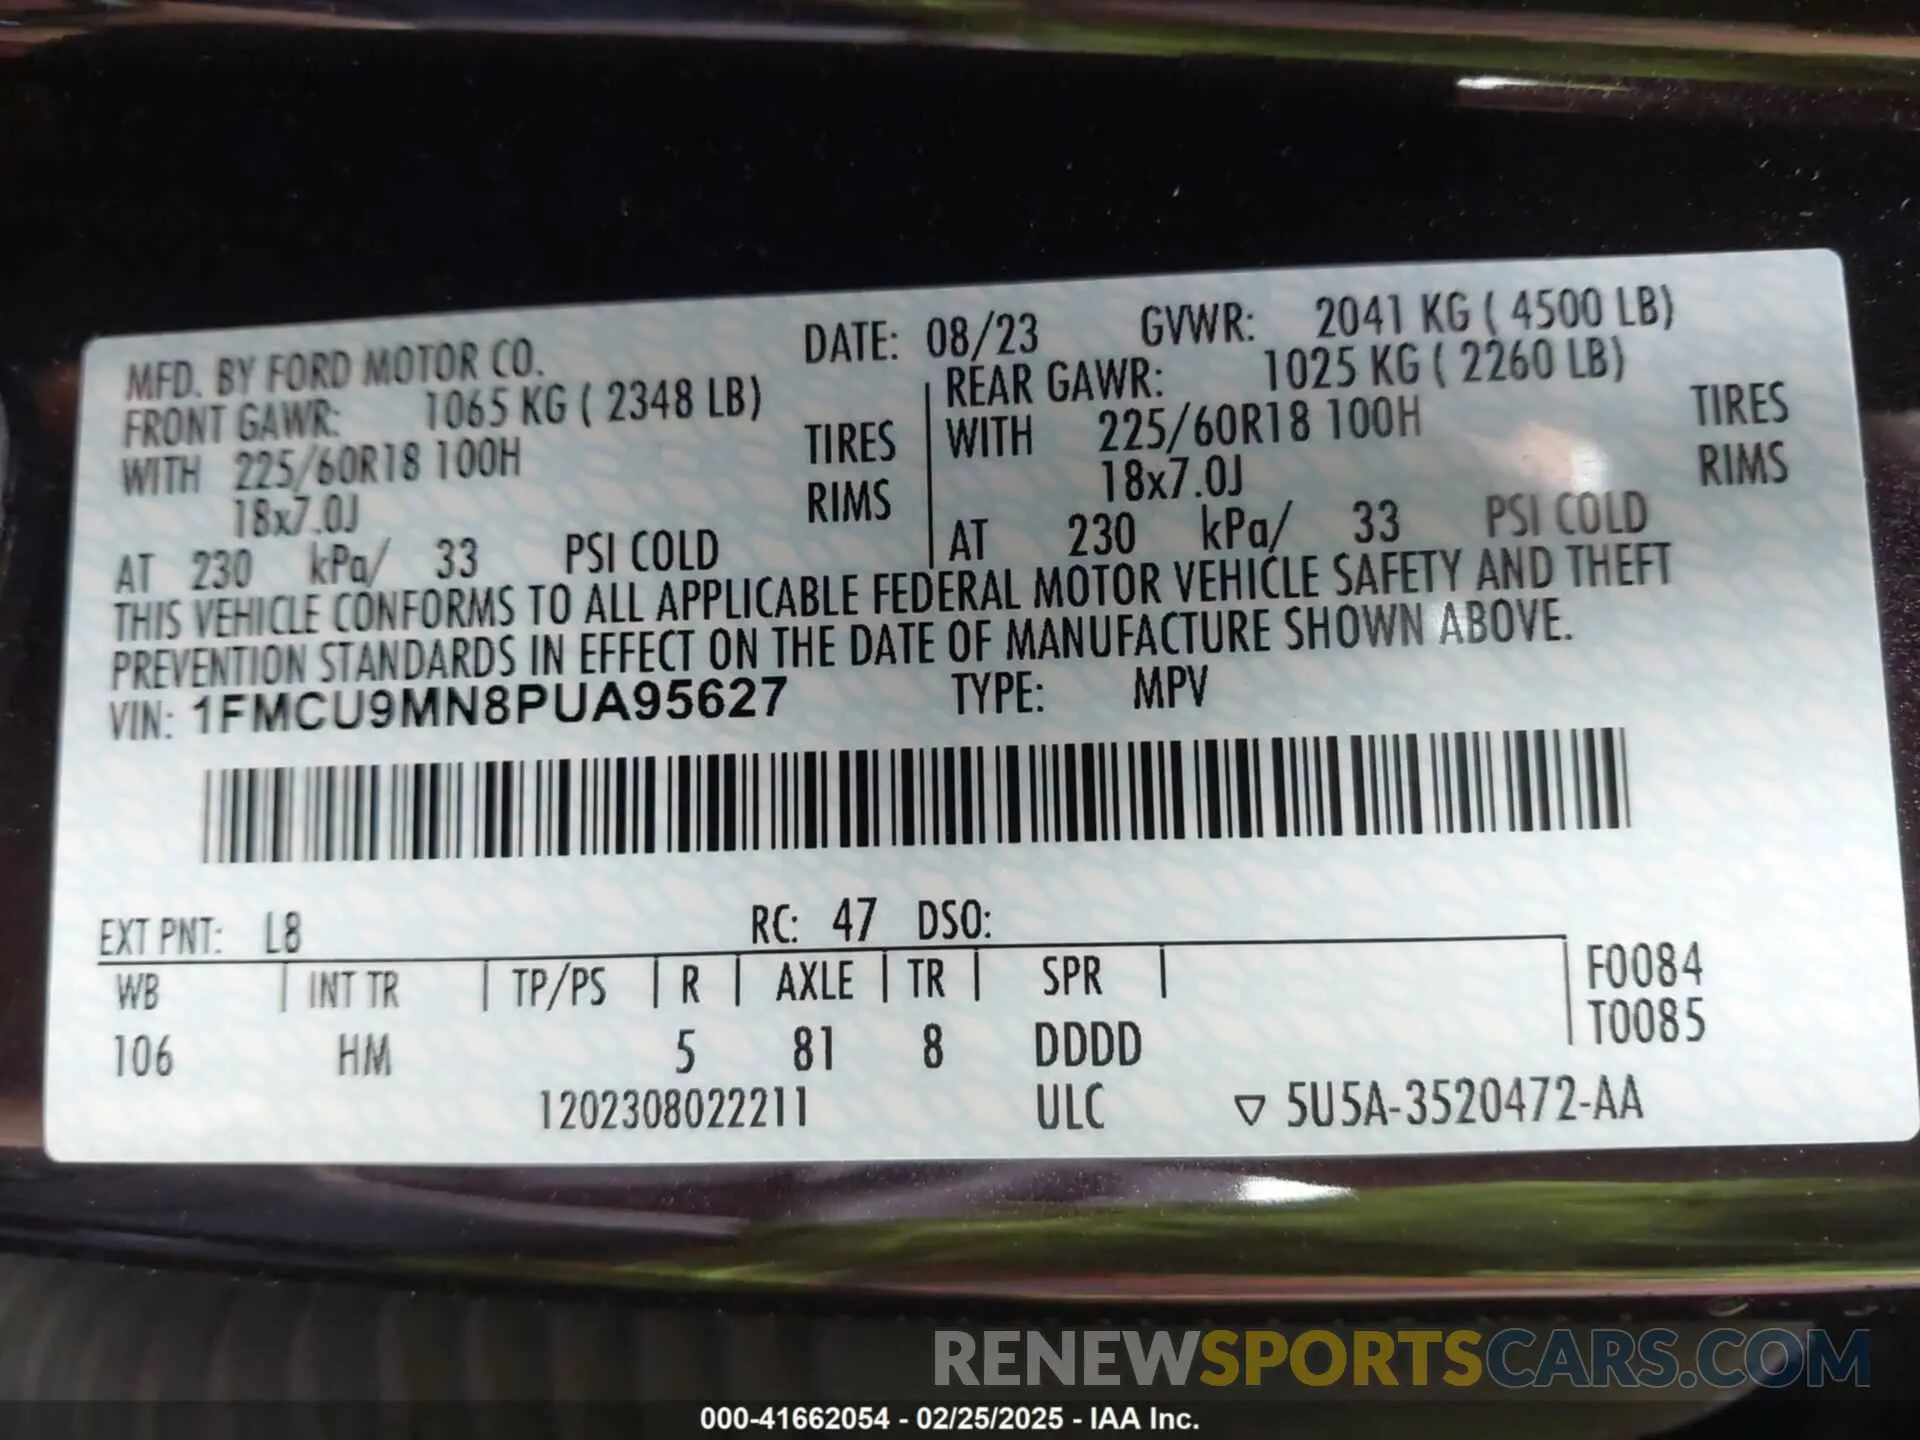 MFD. BY FORD MOTOR CO. DATE: 08/23 GVWR: 2041 KG ( 4500 LB)
FRONT GAWR: 1065 KG ( 2348 LB) REAR GAWR: 1025 KG ( 2260 LB)
WITH 225/60R18 100H TIRES WITH 225/60R18 100H TIRES
18x7.0J RIMS 18x7.0J RIMS
AT 230 kPa/ 33 PSI COLD AT 230 kPa/ 33 PSI COLD
THIS VEHICLE CONFORMS TO ALL APPLICABLE FEDERAL MOTOR VEHICLE SAFETY AND THEFT
PREVENTION STANDARDS IN EFFECT ON THE DATE OF MANUFACTURE SHOWN ABOVE.
VIN: 1FMCU9MN8PUA95627 TYPE: MPV
EXT PNT: L8 RC: 47 DSO:
WB INT TR TP/PS R AXLE TR SPR F0084
T0085
106 HM 5 81 8 DDDD
1202308022211 ULC ▽ 5U5A-3520472-AA
RENEWSPORTSCARS.COM
000-41662054 - 02/25/2025 - IAA Inc.